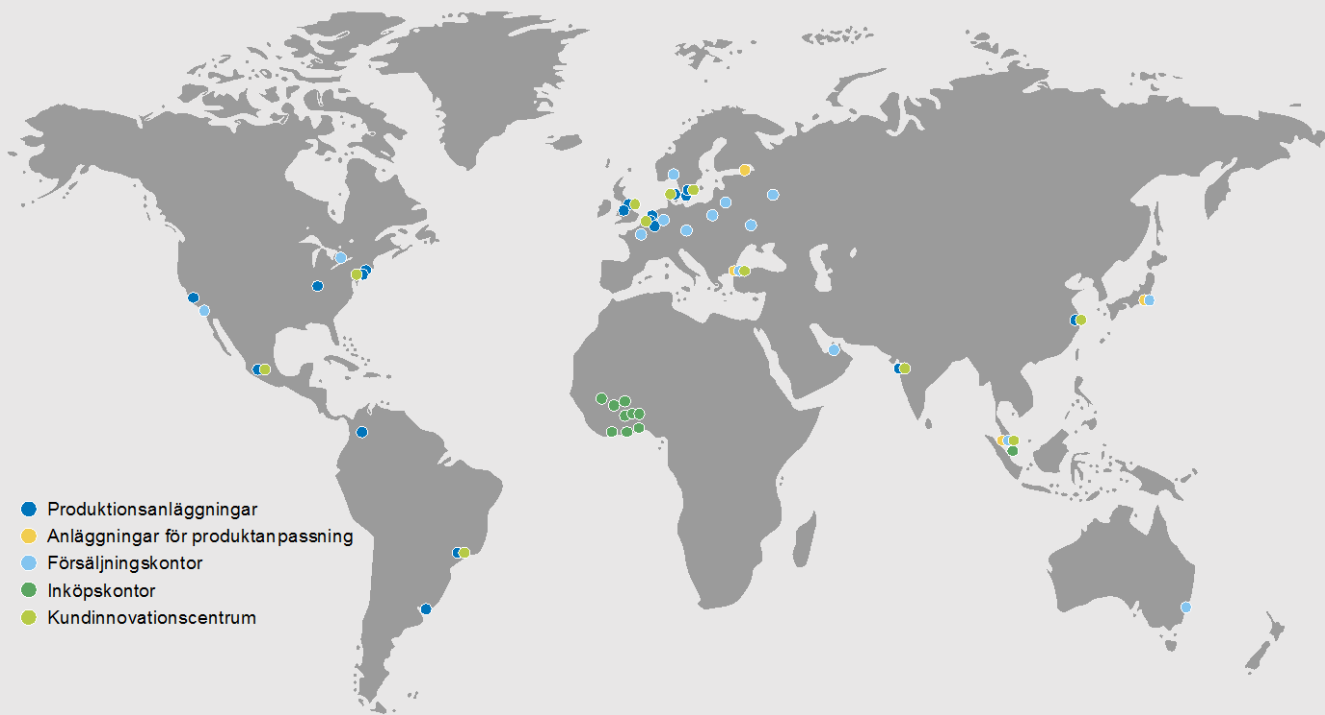 Produktionsanläggningar
Anläggningar för produktanpassning
Försäljningskontor
Inköpskontor
Kundinnovationscentrum